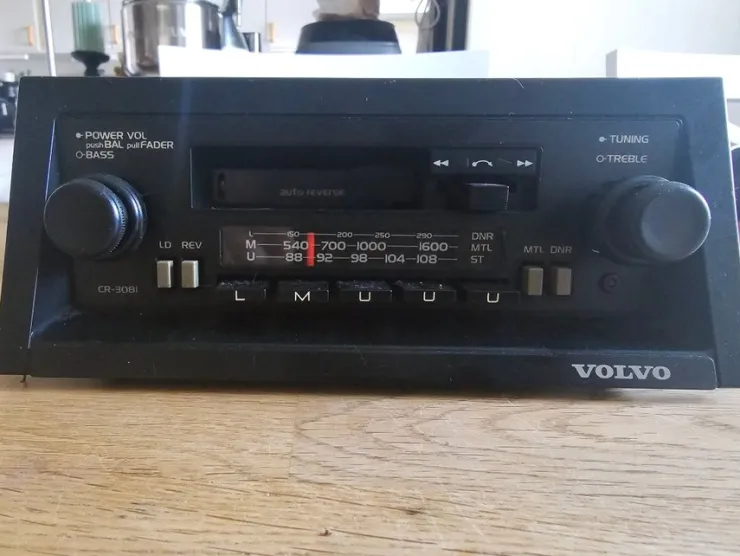 POWER VOL
push BAL pull FADER
BASS
TUNING
TREBLE
auto reverse
L 150 200 250 290 DNR
M 540 700 1000 1600 MTL
U 88 92 98 104 108 ST
LD REV
MTL DNR
CR-3081
L M U U U
VOLVO